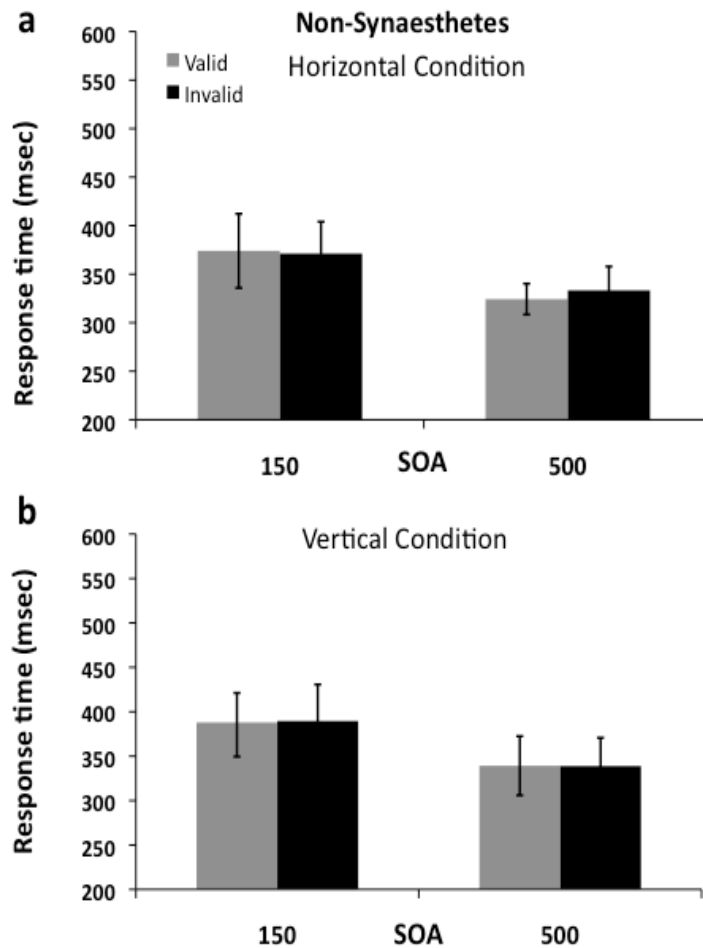 a
Non-Synaesthetes
Horizontal Condition
Valid
Invalid
Response time (msec)
600
550
500
450
400
350
300
250
200
150 SOA 500
b
Vertical Condition
Response time (msec)
600
550
500
450
400
350
300
250
200
150 SOA 500